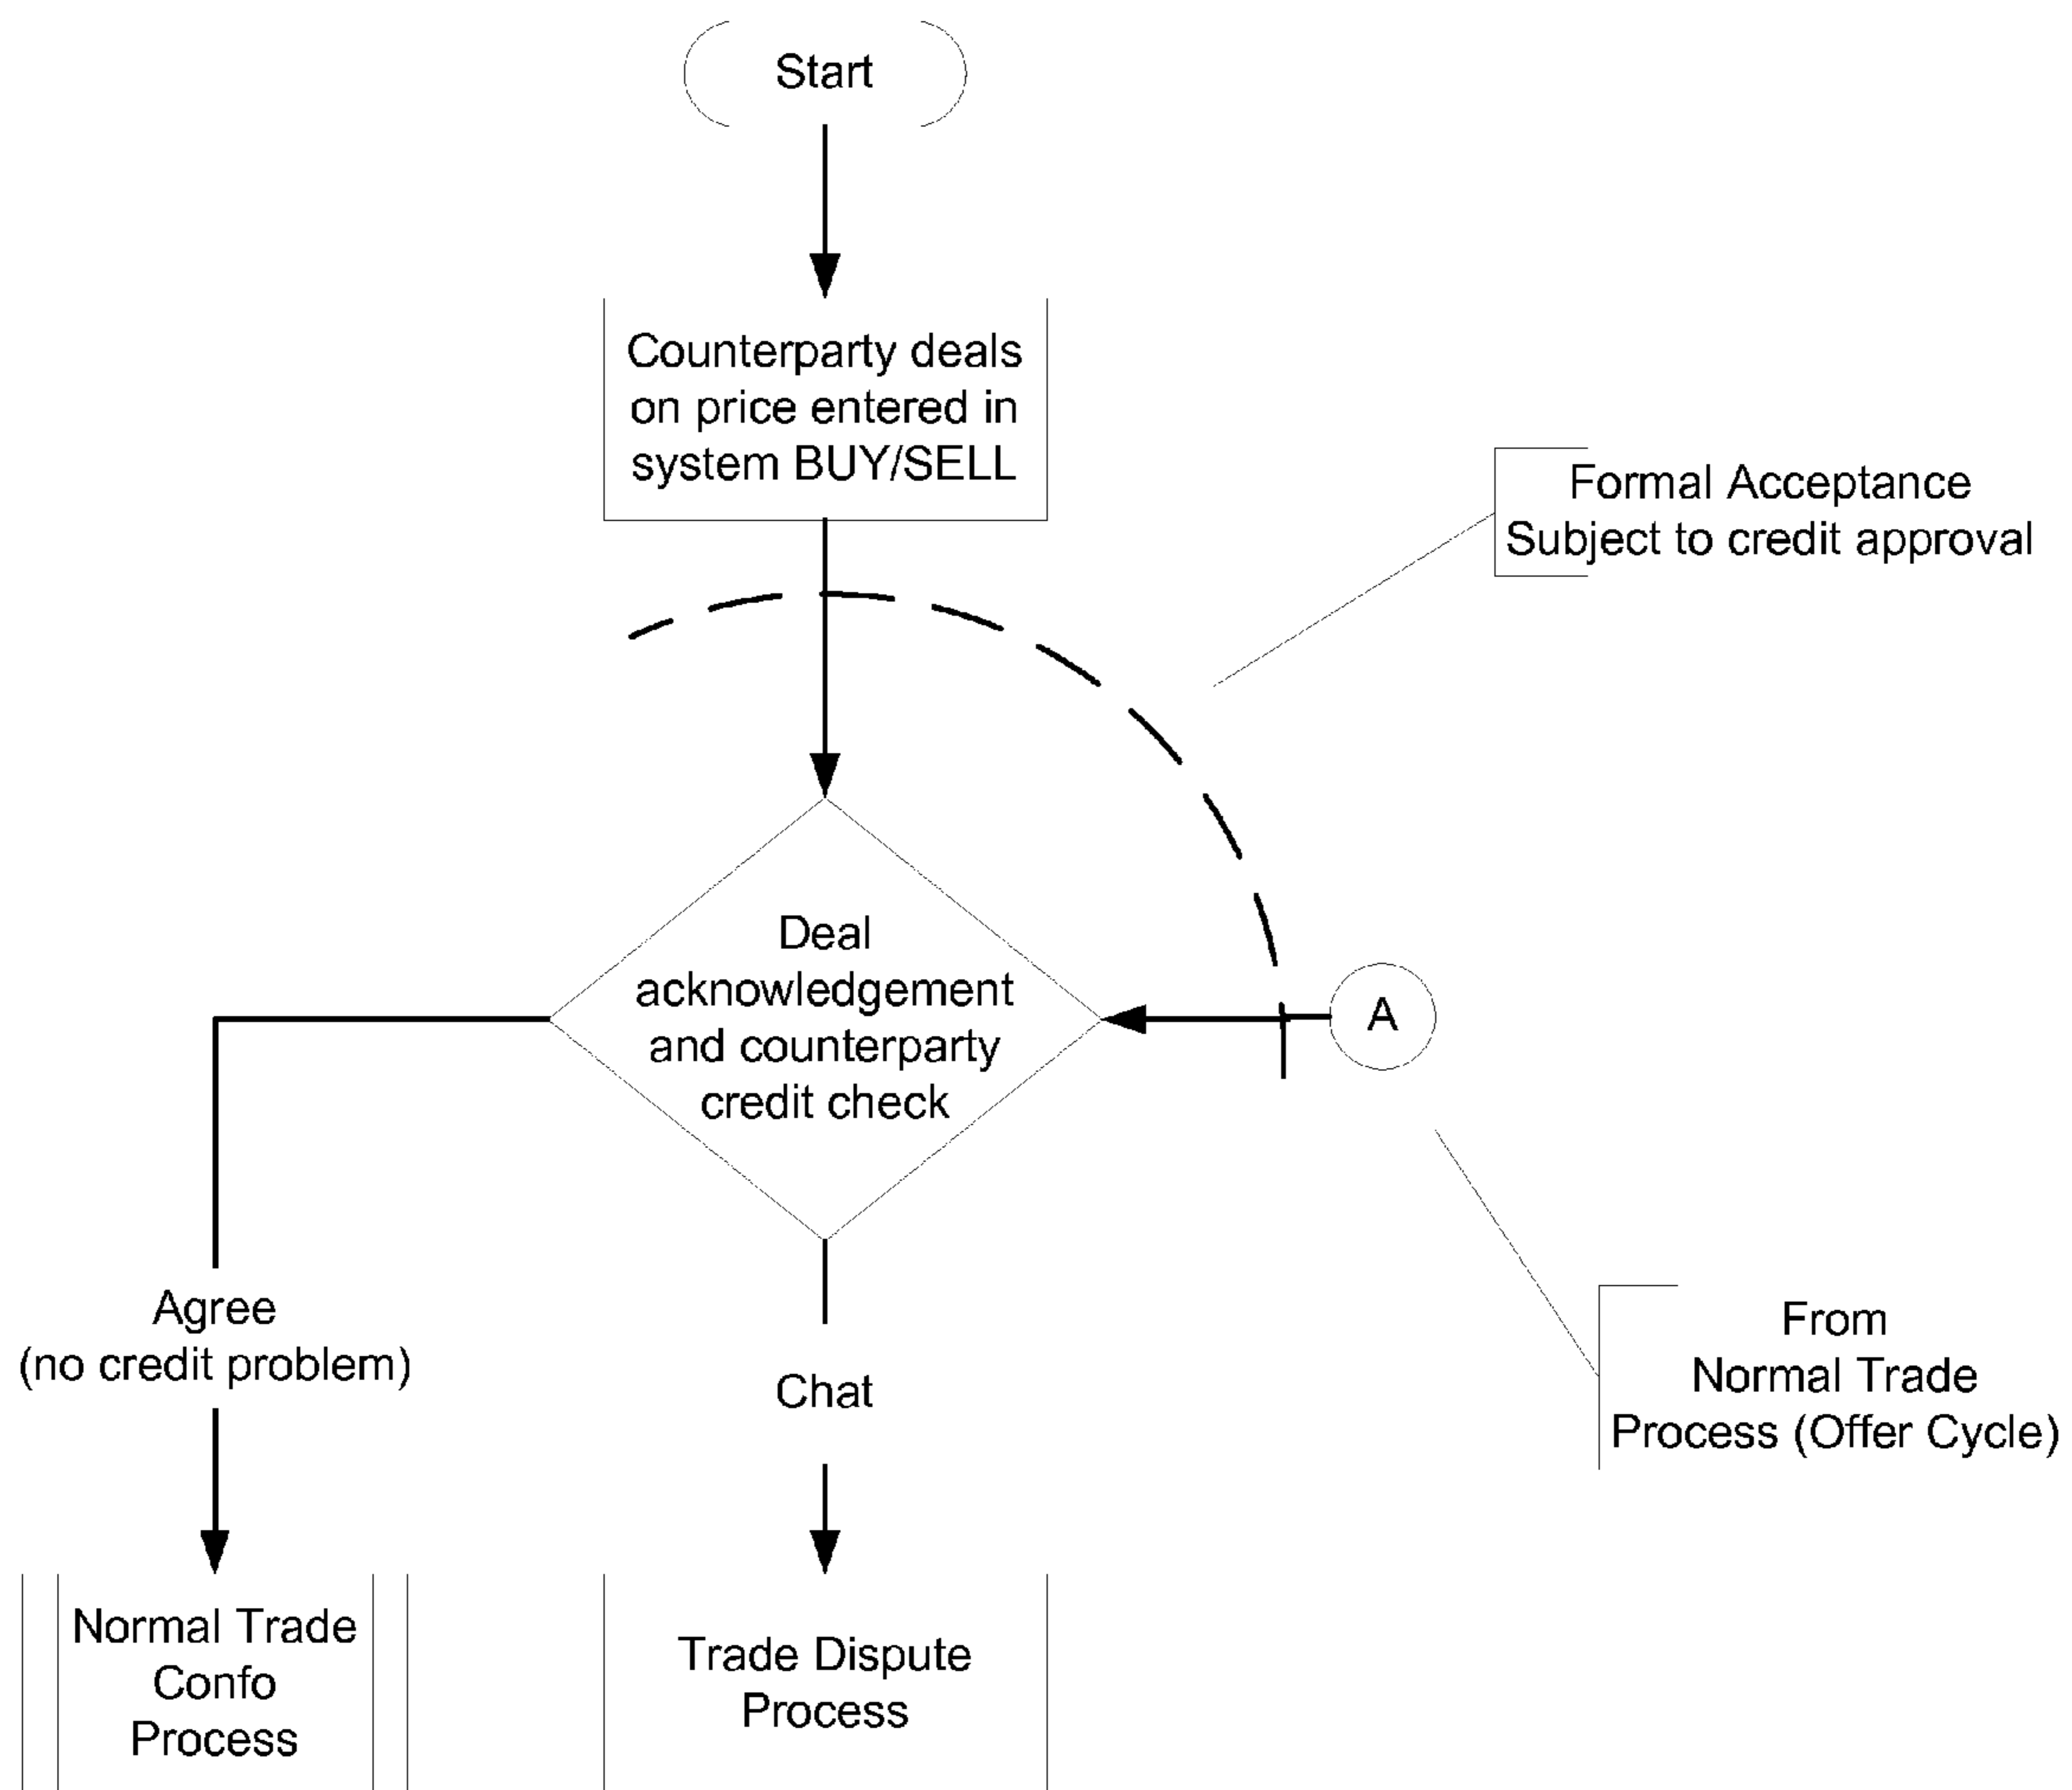 Start
Counterparty deals
on price entered in
system BUY/SELL
Formal Acceptance
Subject to credit approval
Deal
acknowledgement
and counterparty
credit check
A
Agree
(no credit problem)
Chat
From
Normal Trade
Process (Offer Cycle)
Normal Trade
Confo
Process
Trade Dispute
Process